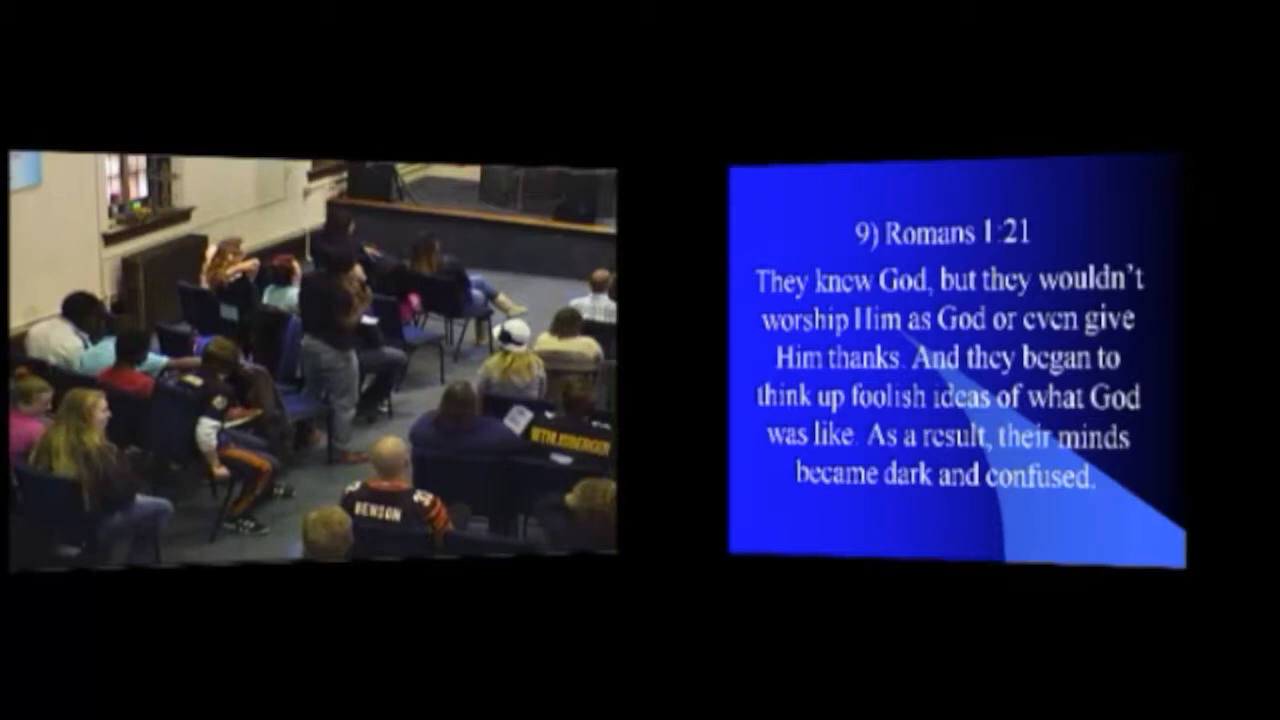 9) Romans 1:21
They knew God, but they wouldn't
worship Him as God or even give
Him thanks. And they began to
think up foolish ideas of what God
was like. As a result, their minds
became dark and confused.
BENSON